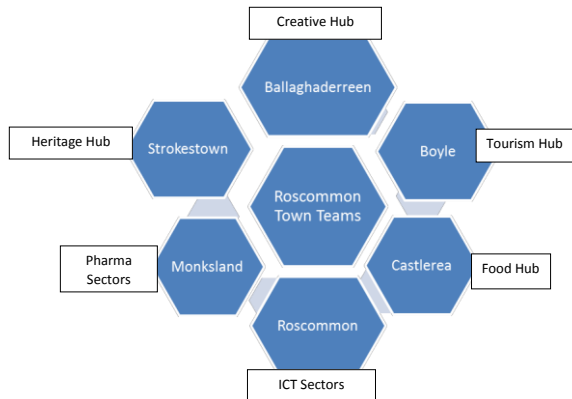 Creative Hub
Ballaghaderreen
Heritage Hub
Strokestown
Boyle
Tourism Hub
Roscommon
Town Teams
Pharma
Sectors
Monksland
Castlerea
Food Hub
Roscommon
ICT Sectors